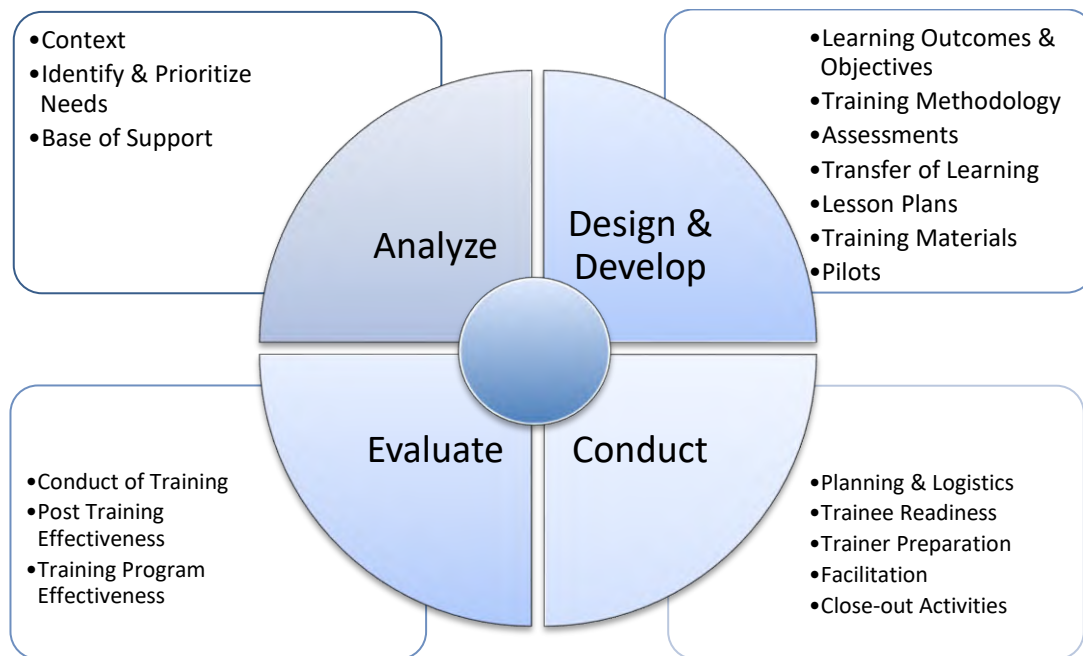 •Context
•Identify & Prioritize
Needs
•Base of Support
•Learning Outcomes &
Objectives
•Training Methodology
•Assessments
•Transfer of Learning
•Lesson Plans
•Training Materials
•Pilots
Analyze
Design &
Develop
Evaluate
Conduct
•Conduct of Training
•Post Training
Effectiveness
•Training Program
Effectiveness
•Planning & Logistics
•Trainee Readiness
•Trainer Preparation
•Facilitation
•Close-out Activities